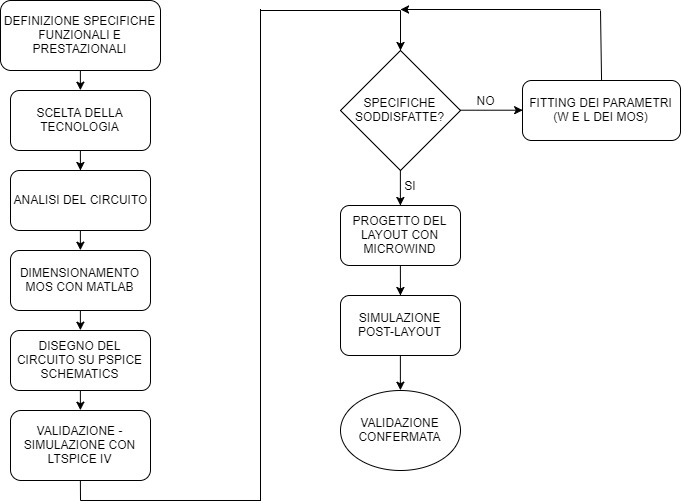 DEFINIZIONE SPECIFICHE
FUNZIONALI E
PRESTAZIONALI
SCELTA DELLA
TECNOLOGIA
ANALISI DEL CIRCUITO
DIMENSIONAMENTO
MOS CON MATLAB
DISEGNO DEL
CIRCUITO SU PSPICE
SCHEMATICS
VALIDAZIONE -
SIMULAZIONE CON
LTSPICE IV
SPECIFICHE
SODDISFATTE?
NO
FITTING DEI PARAMETRI
(W E L DEI MOS)
SI
PROGETTO DEL
LAYOUT CON
MICROWIND
SIMULAZIONE
POST-LAYOUT
VALIDAZIONE
CONFERMATA